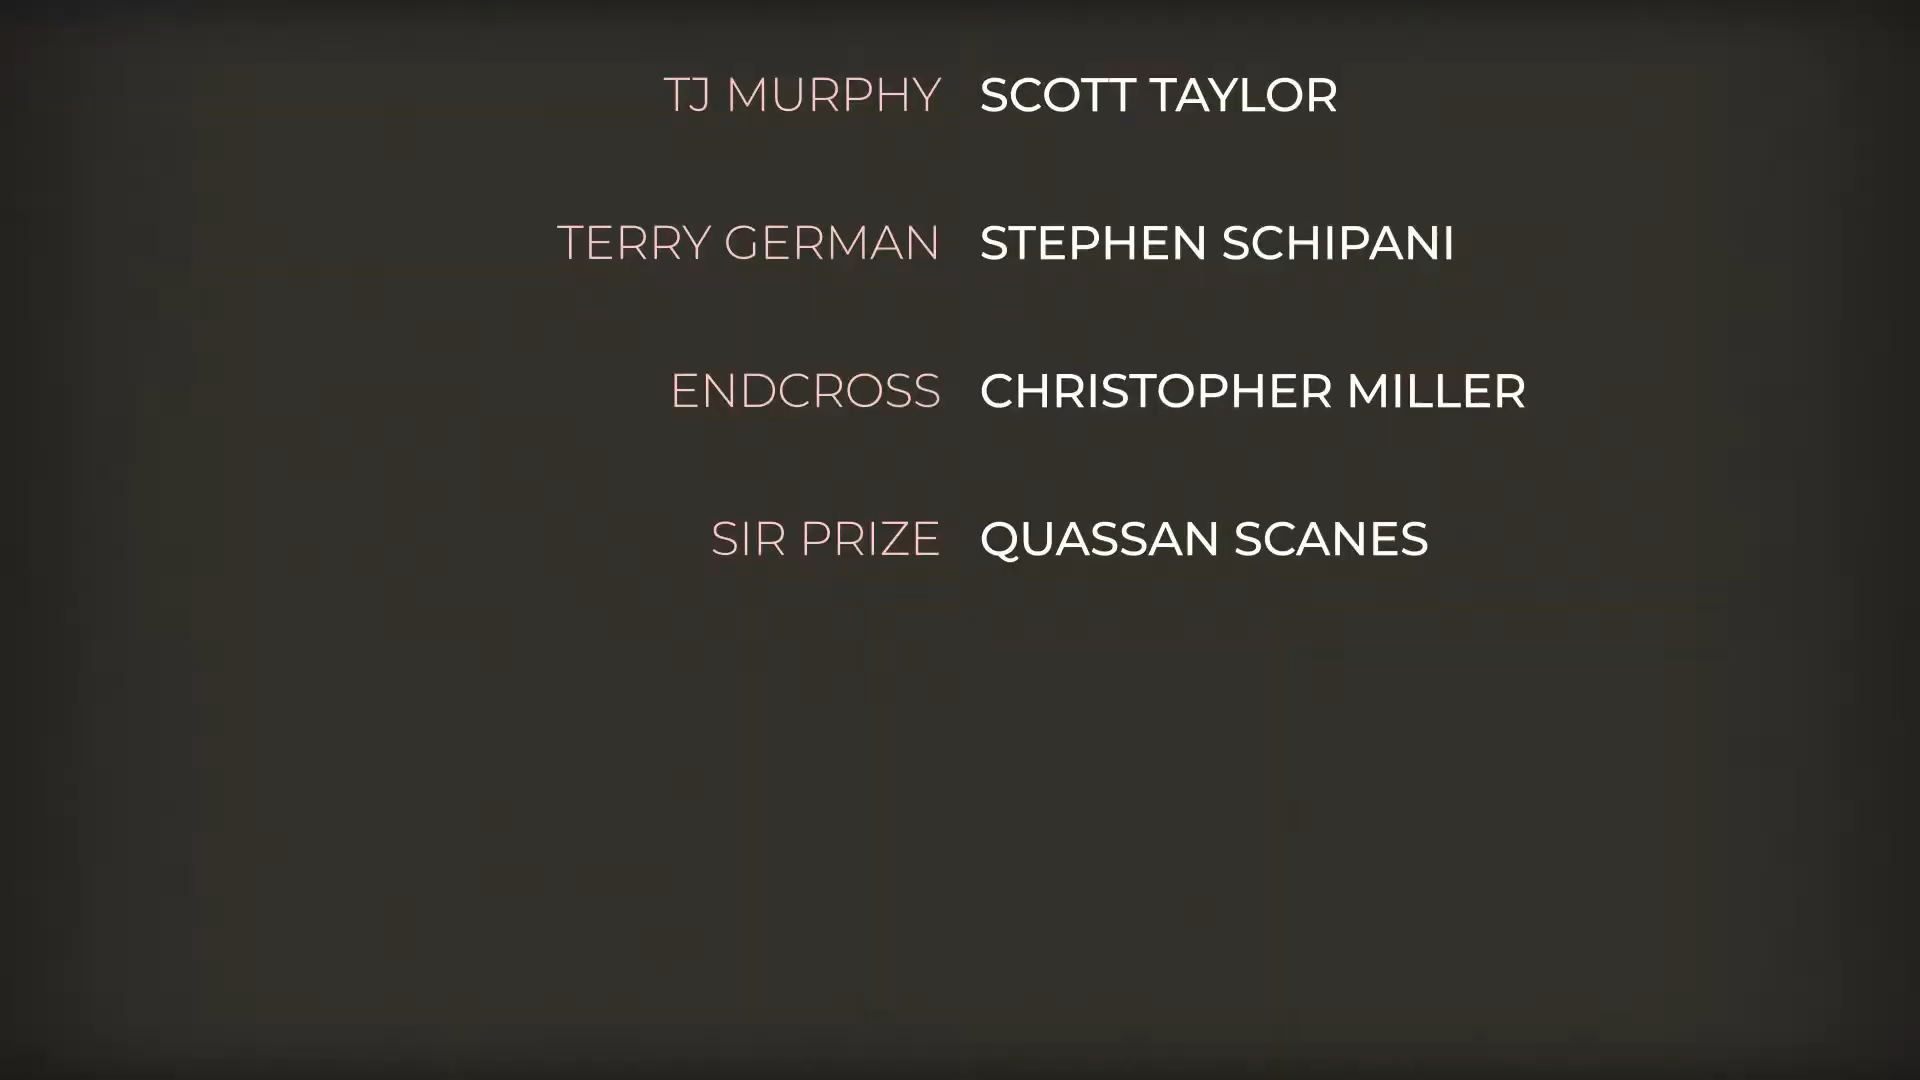 TJ MURPHY SCOTT TAYLOR
TERRY GERMAN STEPHEN SCHIPANI
ENDCROSS CHRISTOPHER MILLER
SIR PRIZE QUASSAN SCANES